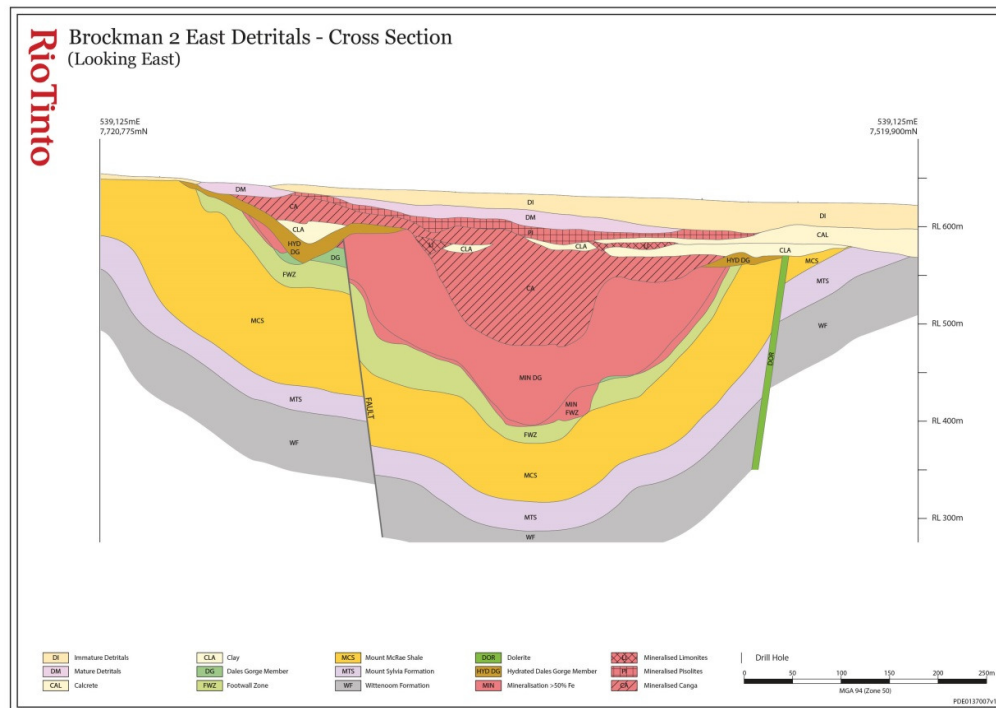 RioTinto
Brockman 2 East Detritals - Cross Section
(Looking East)
539,125mE
7,720,775mN
539,125mE
7,519,900mN
DM
DI
DI
CA
DM
RL 600m
CLA
PI
CAL
HYD
DG
DG
LI
CLA
CLA
LI
CLA
HYD DG
MCS
FWZ
CA
MTS
MCS
WF
RL 500m
DOR
MIN DG
MIN
FWZ
MTS
FAULT
FWZ
RL 400m
WF
MCS
MTS
RL 300m
WF
DI Immature Detritals
DM Mature Detritals
CAL Calcrete
CLA Clay
DG Dales Gorge Member
FWZ Footwall Zone
MCS Mount McRae Shale
MTS Mount Sylvia Formation
WF Wittenoom Formation
DOR Dolerite
HYD DG Hydrated Dales Gorge Member
MIN Mineralisation >50% Fe
LI Mineralised Limonites
PI Mineralised Pisolites
CA Mineralised Canga
Drill Hole
0 50 100 150 200 250m
MGA 94 (Zone 50)
PDE0137007v1